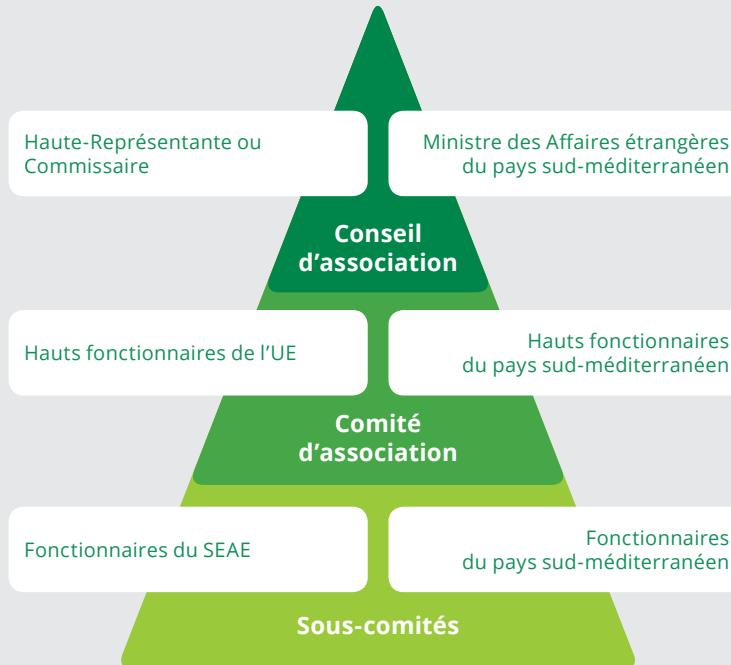 Haute-Représentante ou
Commissaire
Ministre des Affaires étrangères
du pays sud-méditerranéen
Conseil
d’association
Hauts fonctionnaires de l’UE
Hauts fonctionnaires
du pays sud-méditerranéen
Comité
d’association
Fonctionnaires du SEAE
Fonctionnaires
du pays sud-méditerranéen
Sous-comités